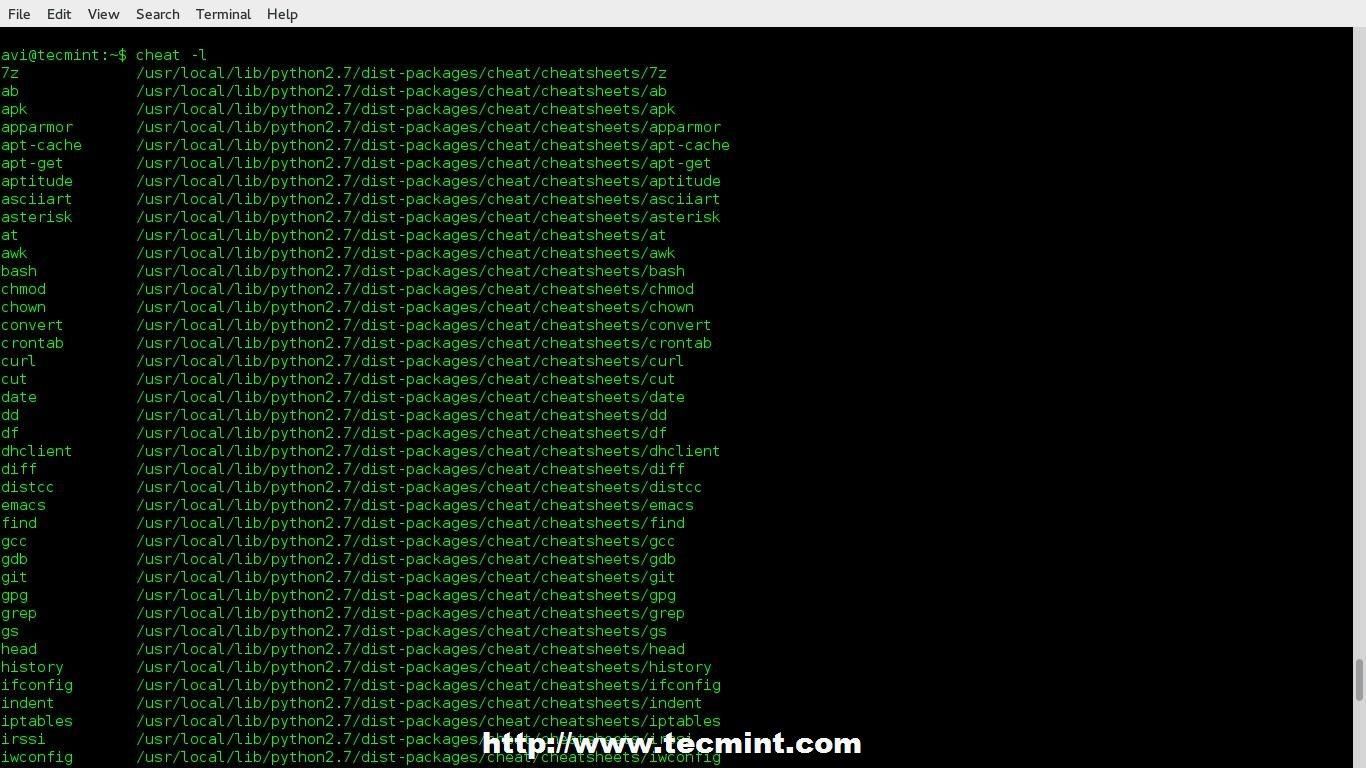 File Edit View Search Terminal Help
avi@tecmint:~$ cheat -l
7z /usr/local/lib/python2.7/dist-packages/cheat/cheatsheets/7z
ab /usr/local/lib/python2.7/dist-packages/cheat/cheatsheets/ab
apk /usr/local/lib/python2.7/dist-packages/cheat/cheatsheets/apk
apparmor /usr/local/lib/python2.7/dist-packages/cheat/cheatsheets/apparmor
apt-cache /usr/local/lib/python2.7/dist-packages/cheat/cheatsheets/apt-cache
apt-get /usr/local/lib/python2.7/dist-packages/cheat/cheatsheets/apt-get
aptitude /usr/local/lib/python2.7/dist-packages/cheat/cheatsheets/aptitude
asciiart /usr/local/lib/python2.7/dist-packages/cheat/cheatsheets/asciiart
asterisk /usr/local/lib/python2.7/dist-packages/cheat/cheatsheets/asterisk
at /usr/local/lib/python2.7/dist-packages/cheat/cheatsheets/at
awk /usr/local/lib/python2.7/dist-packages/cheat/cheatsheets/awk
bash /usr/local/lib/python2.7/dist-packages/cheat/cheatsheets/bash
chmod /usr/local/lib/python2.7/dist-packages/cheat/cheatsheets/chmod
chown /usr/local/lib/python2.7/dist-packages/cheat/cheatsheets/chown
convert /usr/local/lib/python2.7/dist-packages/cheat/cheatsheets/convert
crontab /usr/local/lib/python2.7/dist-packages/cheat/cheatsheets/crontab
curl /usr/local/lib/python2.7/dist-packages/cheat/cheatsheets/curl
cut /usr/local/lib/python2.7/dist-packages/cheat/cheatsheets/cut
date /usr/local/lib/python2.7/dist-packages/cheat/cheatsheets/date
dd /usr/local/lib/python2.7/dist-packages/cheat/cheatsheets/dd
df /usr/local/lib/python2.7/dist-packages/cheat/cheatsheets/df
dhclient /usr/local/lib/python2.7/dist-packages/cheat/cheatsheets/dhclient
diff /usr/local/lib/python2.7/dist-packages/cheat/cheatsheets/diff
distcc /usr/local/lib/python2.7/dist-packages/cheat/cheatsheets/distcc
emacs /usr/local/lib/python2.7/dist-packages/cheat/cheatsheets/emacs
find /usr/local/lib/python2.7/dist-packages/cheat/cheatsheets/find
gcc /usr/local/lib/python2.7/dist-packages/cheat/cheatsheets/gcc
gdb /usr/local/lib/python2.7/dist-packages/cheat/cheatsheets/gdb
git /usr/local/lib/python2.7/dist-packages/cheat/cheatsheets/git
gpg /usr/local/lib/python2.7/dist-packages/cheat/cheatsheets/gpg
grep /usr/local/lib/python2.7/dist-packages/cheat/cheatsheets/grep
gs /usr/local/lib/python2.7/dist-packages/cheat/cheatsheets/gs
head /usr/local/lib/python2.7/dist-packages/cheat/cheatsheets/head
history /usr/local/lib/python2.7/dist-packages/cheat/cheatsheets/history
ifconfig /usr/local/lib/python2.7/dist-packages/cheat/cheatsheets/ifconfig
indent /usr/local/lib/python2.7/dist-packages/cheat/cheatsheets/indent
iptables /usr/local/lib/python2.7/dist-packages/cheat/cheatsheets/iptables
irssi /usr/local/lib/python2.7/dist-packages/cheat/cheatsheets/irssi
http://www.tecmint.com
iwconfig /usr/local/lib/python2.7/dist-packages/cheat/cheatsheets/iwconfig